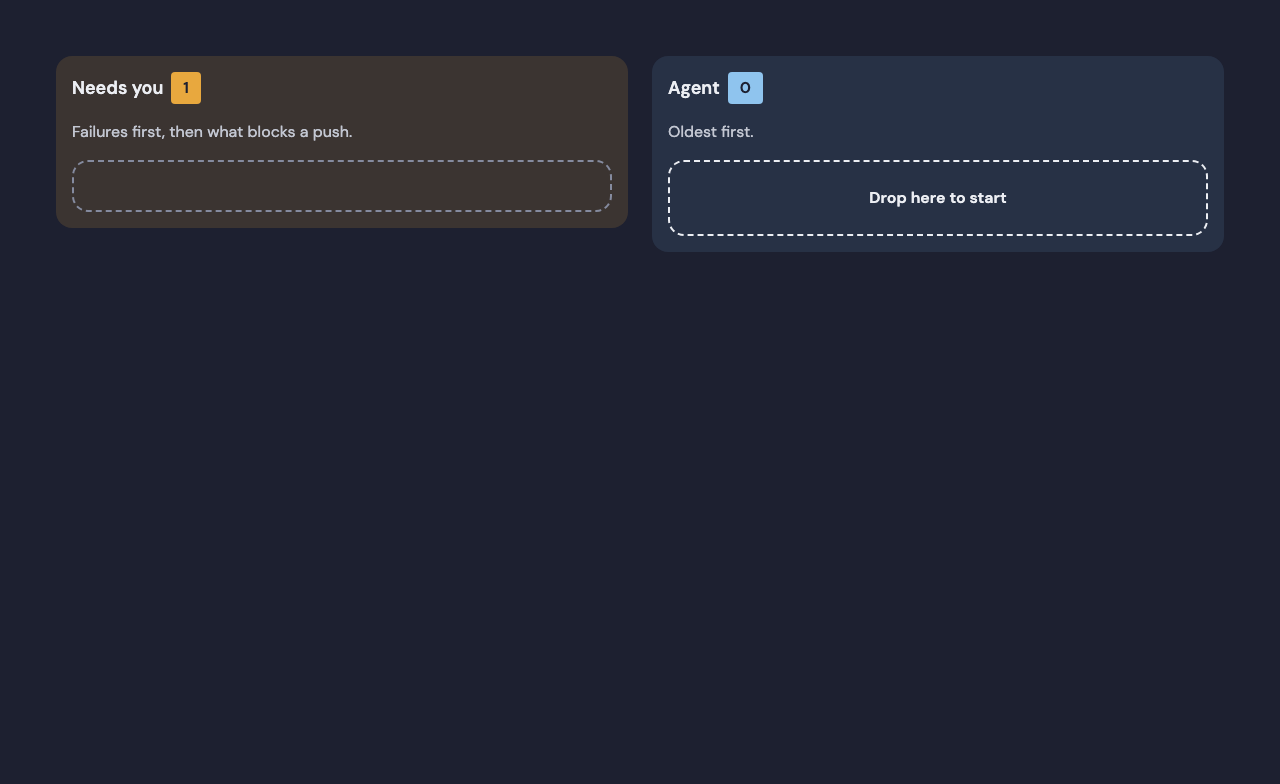 Needs you 1
Failures first, then what blocks a push.
Agent 0
Oldest first.
Drop here to start